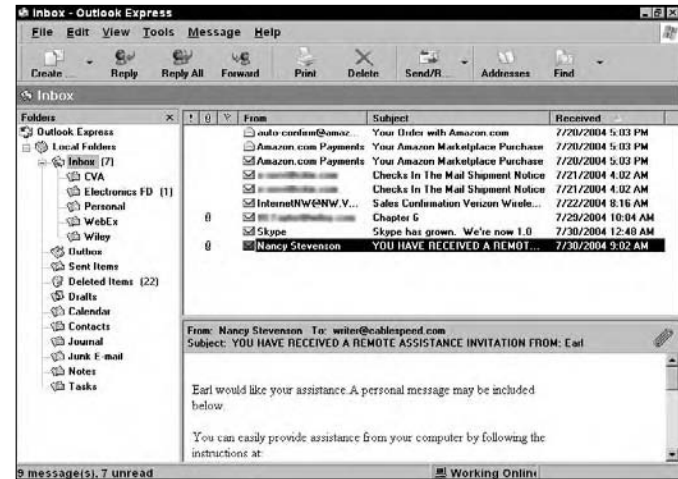 Inbox - Outlook Express
File Edit View Tools Message Help
Create ... Reply Reply All Forward Print Delete Send/R... Addresses Find
Inbox
Folders × ! From Subject Received
Outlook Express
Local Folders
Inbox (7)
CVA
Electronics FD (1)
Personal
WebEx
Wiley
Outbox
Sent Items
Deleted Items (22)
Drafts
Calendar
Contacts
Journal
Junk E-mail
Notes
Tasks
auto-confirm@amaz... Your Order with Amazon.com 7/20/2004 5:03 PM
Amazon.com Payments Your Amazon Marketplace Purchase 7/20/2004 5:03 PM
Amazon.com Payments Your Amazon Marketplace Purchase 7/20/2004 5:03 PM
Checks In The Mail Shipment Notice 7/21/2004 4:02 AM
Checks In The Mail Shipment Notice 7/21/2004 4:02 AM
InternetNW@NW.V... Sales Confirmation Verizon Wirele... 7/22/2004 8:16 AM
Chapter 6 7/29/2004 10:04 AM
Skype Skype has grown. We're now 1.0 7/30/2004 12:48 AM
Nancy Stevenson YOU HAVE RECEIVED A REMOT... 7/30/2004 9:02 AM
From: Nancy Stevenson To: writer@cablespeed.com
Subject: YOU HAVE RECEIVED A REMOTE ASSISTANCE INVITATION FROM: Earl
Earl would like your assistance. A personal message may be included
below.
You can easily provide assistance from your computer by following the
instructions at:
9 message(s), 7 unread Working Online